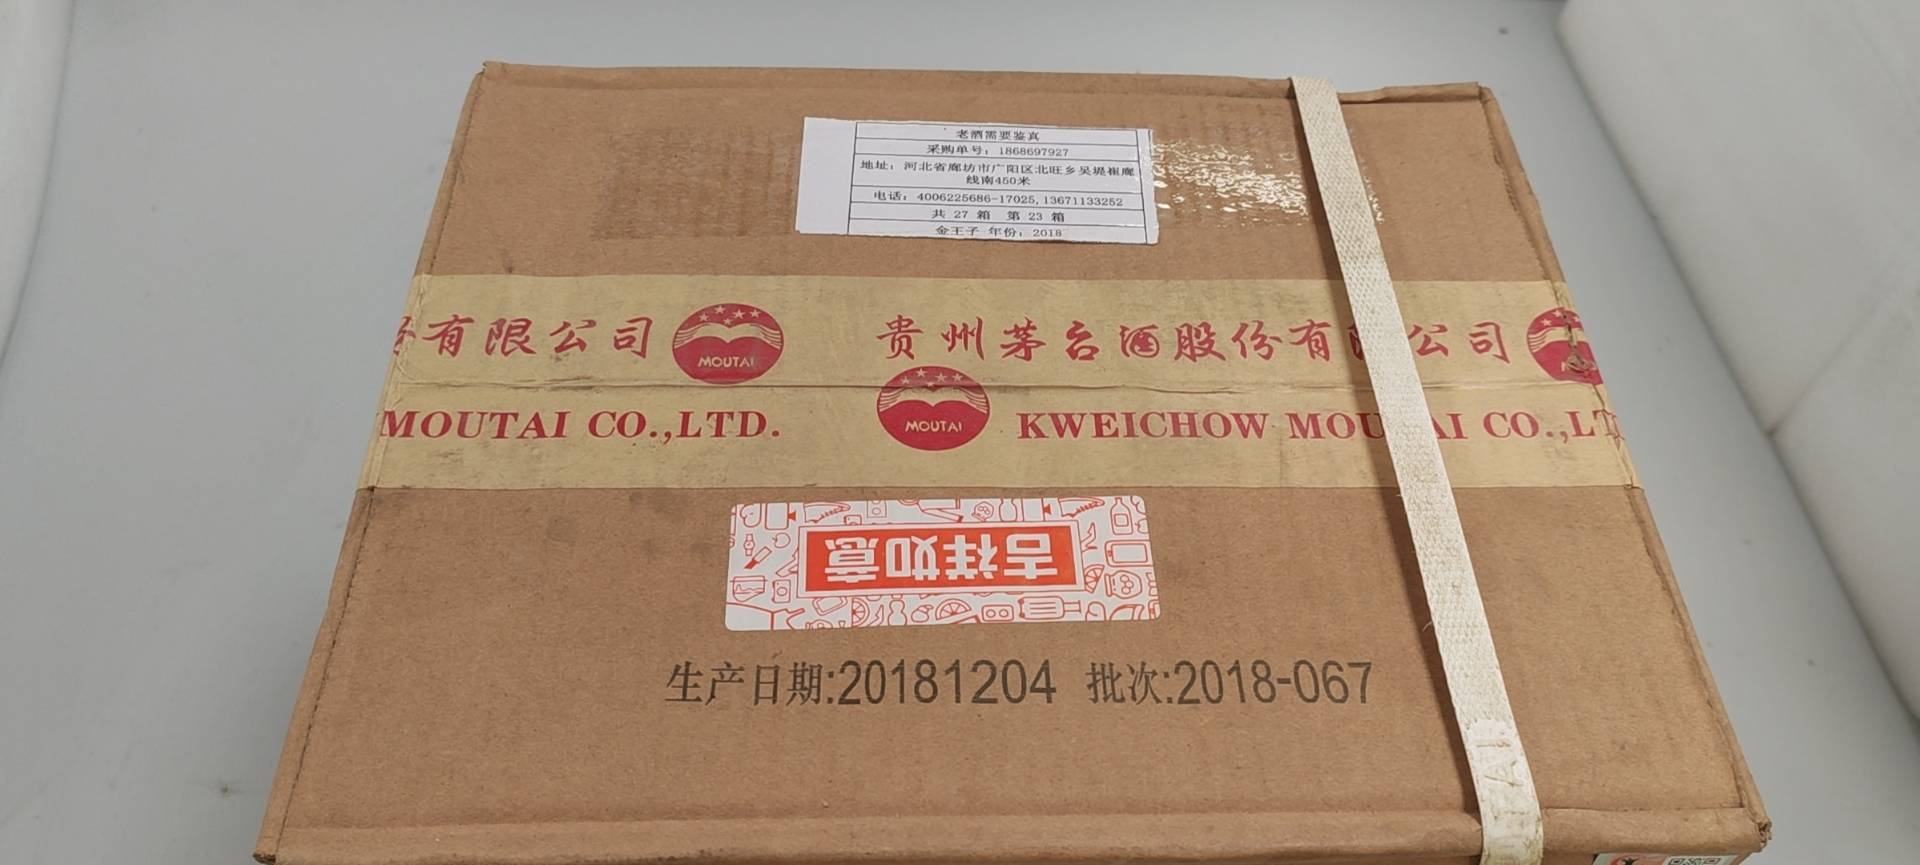 老酒需要鉴真
采购单号：1868697927
地址：河北省廊坊市广阳区北旺乡吴堤崔廊
线南450米
电话：4006225686-17025,13671133252
共 27 箱 第 23 箱
金王子 年份：2018
有限公司 MOUTAI 贵州茅台酒股份有限公司
MOUTAI CO.,LTD. MOUTAI KWEICHOW MOUTAI CO.,LT
吉祥如意
生产日期:20181204 批次:2018-067
TAI